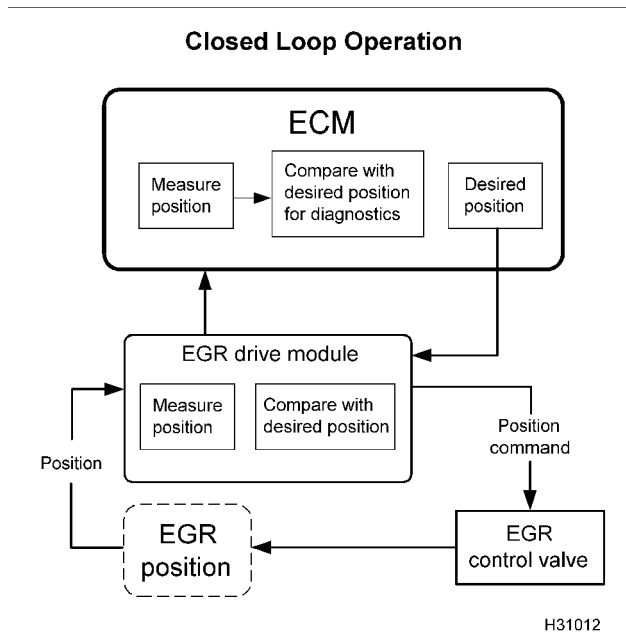 Closed Loop Operation
ECM
Measure
position
Compare with
desired position
for diagnostics
Desired
position
EGR drive module
Measure
position
Compare with
desired position
Position
Position
command
EGR
position
EGR
control valve
H31012